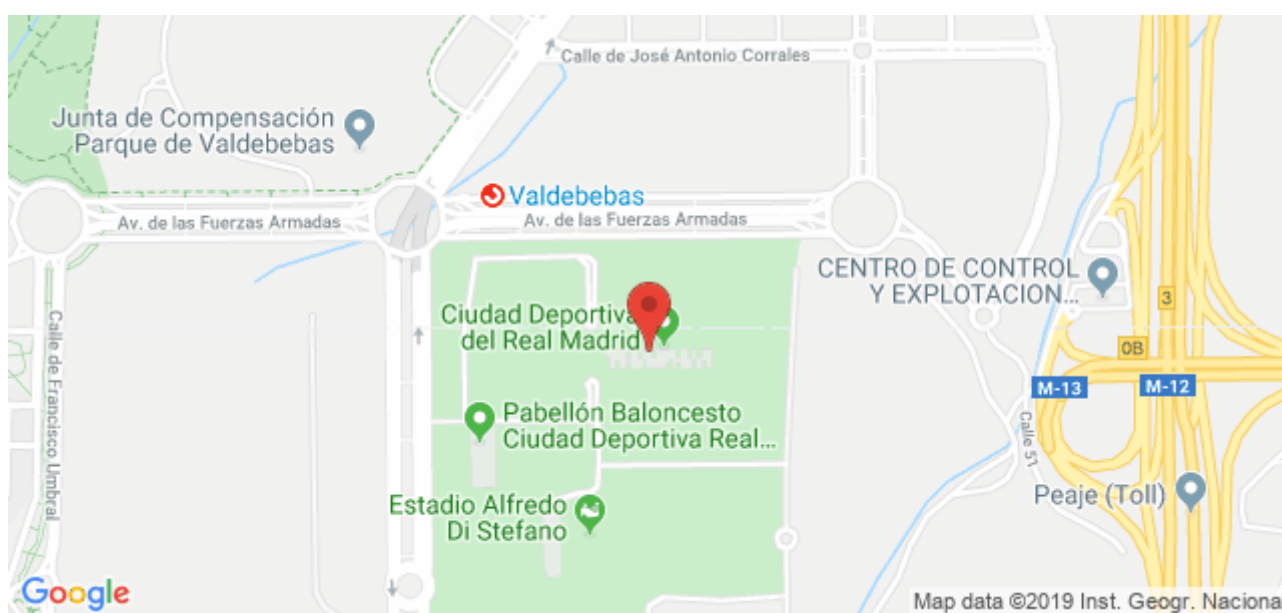 Calle de José Antonio Corrales
Junta de Compensación
Parque de Valdebebas
Valdebebas
Av. de las Fuerzas Armadas
Av. de las Fuerzas Armadas
CENTRO DE CONTROL
Y EXPLOTACION...
3
Ciudad Deportiva
del Real Madrid
0B
M-13
M-12
Calle de Francisco Umbral
Pabellón Baloncesto
Ciudad Deportiva Real...
Calle 51
Peaje (Toll)
Estadio Alfredo
Di Stefano
Google
Map data ©2019 Inst. Geogr. Naciona